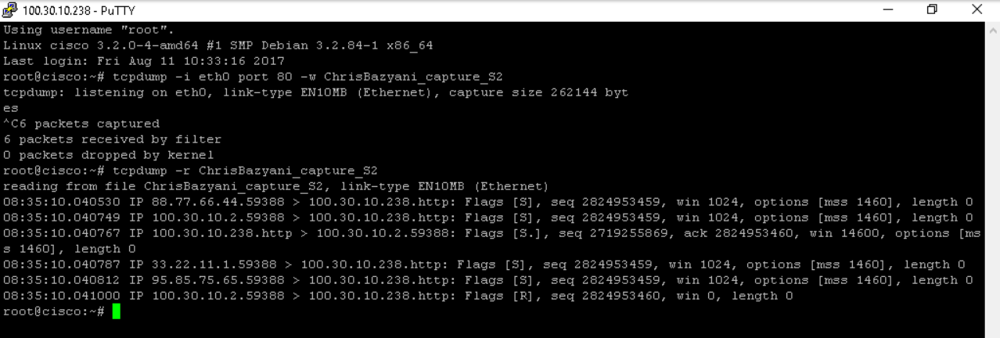 100.30.10.238 - PuTTY
Using username "root".
Linux cisco 3.2.0-4-amd64 #1 SMP Debian 3.2.84-1 x86_64
Last login: Fri Aug 11 10:33:16 2017
root@cisco:~# tcpdump -i eth0 port 80 -w ChrisBazyani_capture_S2
tcpdump: listening on eth0, link-type EN10MB (Ethernet), capture size 262144 byt
es
^C6 packets captured
6 packets received by filter
0 packets dropped by kernel
root@cisco:~# tcpdump -r ChrisBazyani_capture_S2
reading from file ChrisBazyani_capture_S2, link-type EN10MB (Ethernet)
08:35:10.040530 IP 88.77.66.44.59388 > 100.30.10.238.http: Flags [S], seq 2824953459, win 1024, options [mss 1460], length 0
08:35:10.040749 IP 100.30.10.2.59388 > 100.30.10.238.http: Flags [S], seq 2824953459, win 1024, options [mss 1460], length 0
08:35:10.040767 IP 100.30.10.238.http > 100.30.10.2.59388: Flags [S.], seq 2719255869, ack 2824953460, win 14600, options [ms
s 1460], length 0
08:35:10.040787 IP 33.22.11.1.59388 > 100.30.10.238.http: Flags [S], seq 2824953459, win 1024, options [mss 1460], length 0
08:35:10.040812 IP 95.85.75.65.59388 > 100.30.10.238.http: Flags [S], seq 2824953459, win 1024, options [mss 1460], length 0
08:35:10.041000 IP 100.30.10.2.59388 > 100.30.10.238.http: Flags [R], seq 2824953460, win 0, length 0
root@cisco:~#